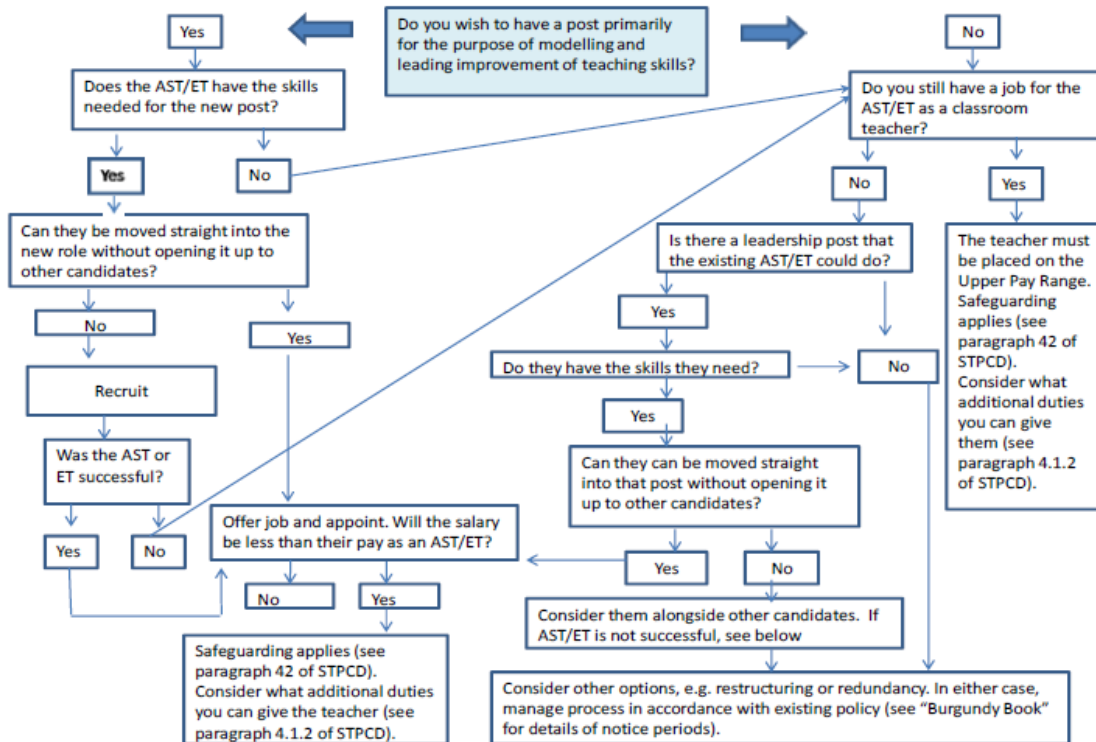 Do you wish to have a post primarily
for the purpose of modelling and
leading improvement of teaching skills?
Yes
No
Does the AST/ET have the skills
needed for the new post?
Do you still have a job for the
AST/ET as a classroom
teacher?
Yes
No
No
Yes
Can they be moved straight into the
new role without opening it up to
other candidates?
Is there a leadership post that
the existing AST/ET could do?
The teacher must
be placed on the
Upper Pay Range.
Safeguarding
applies (see
paragraph 42 of
STPCD).
Consider what
additional duties
you can give
them (see
paragraph 4.1.2
of STPCD).
No
Yes
Yes
No
Recruit
Do they have the skills they need?
Yes
Was the AST or
ET successful?
Can they can be moved straight
into that post without opening it
up to other candidates?
Yes
No
Offer job and appoint. Will the salary
be less than their pay as an AST/ET?
Yes
No
No
Yes
Consider them alongside other candidates. If
AST/ET is not successful, see below
Safeguarding applies (see
paragraph 42 of STPCD).
Consider what additional duties
you can give the teacher (see
paragraph 4.1.2 of STPCD).
Consider other options, e.g. restructuring or redundancy. In either case,
manage process in accordance with existing policy (see “Burgundy Book”
for details of notice periods).